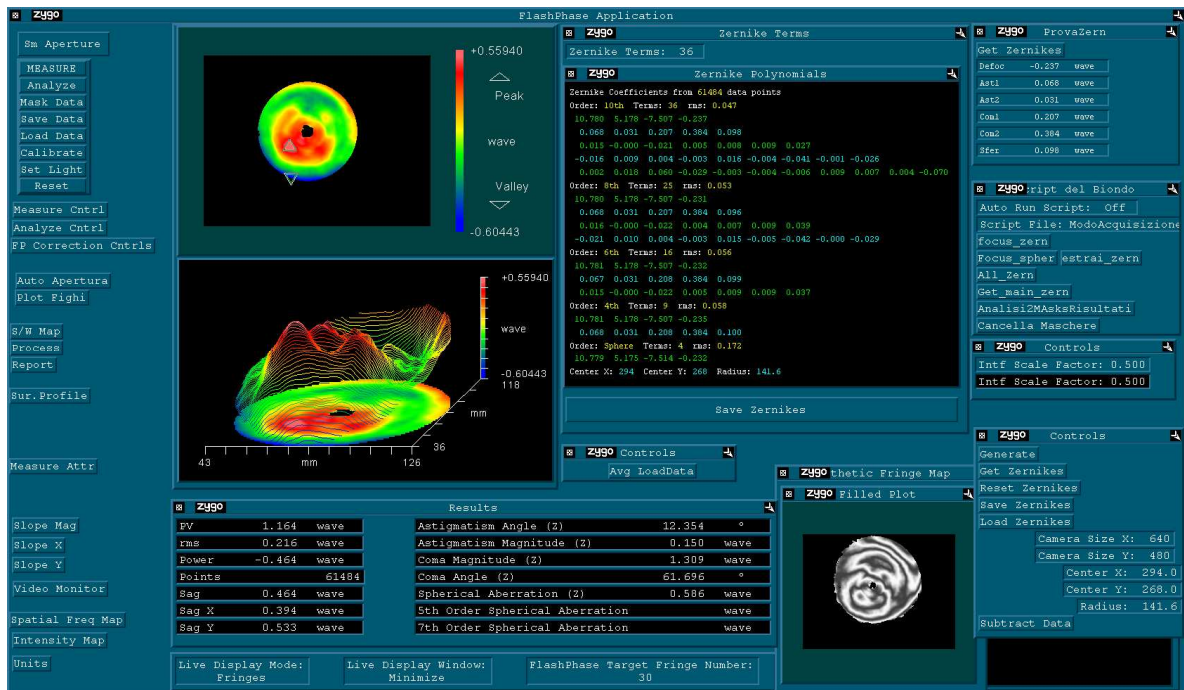 zygo FlashPhase Application
Sm Aperture
MEASURE
Analyze
Mask Data
Save Data
Load Data
Calibrate
Set Light
Reset
Measure Cntrl
Analyze Cntrl
FP Correction Cntrls
Auto Apertura
Plot Fighi
S/W Map
Process
Report
Sur.Profile
Measure Attr
Slope Mag
Slope X
Slope Y
Video Monitor
Spatial Freq Map
Intensity Map
Units
+0.55940
Peak
wave
Valley
-0.60443
+0.55940
wave
-0.60443
118
mm
36
43
mm
126
zygo Zernike Terms
Zernike Terms: 36
zygo Zernike Polynomials
Zernike Coefficients from 61484 data points
Order: 10th Terms: 36 rms: 0.047
10.780 5.178 -7.507 -0.237
0.068 0.031 0.207 0.384 0.098
0.015 -0.000 -0.021 0.005 0.008 0.009 0.027
-0.016 0.009 0.004 -0.003 0.016 -0.004 -0.041 -0.001 -0.026
0.002 0.018 0.060 -0.029 -0.003 -0.004 -0.006 0.009 0.007 0.004 -0.070
Order: 8th Terms: 25 rms: 0.053
10.780 5.178 -7.507 -0.231
0.068 0.031 0.207 0.384 0.096
0.016 -0.000 -0.022 0.004 0.007 0.009 0.039
-0.021 0.010 0.004 -0.003 0.015 -0.005 -0.042 -0.000 -0.029
Order: 6th Terms: 16 rms: 0.056
10.781 5.178 -7.507 -0.232
0.067 0.031 0.208 0.384 0.099
0.015 -0.000 -0.022 0.005 0.009 0.009 0.037
Order: 4th Terms: 9 rms: 0.058
10.781 5.178 -7.507 -0.235
0.068 0.031 0.208 0.384 0.100
Order: Sphere Terms: 4 rms: 0.172
10.779 5.175 -7.514 -0.232
Center X: 294 Center Y: 268 Radius: 141.6
Save Zernikes
zygo Controls
Avg LoadData
zygo ProvaZern
Get Zernikes
Defoc -0.237 wave
Ast1 0.068 wave
Ast2 0.031 wave
Com1 0.207 wave
Com2 0.384 wave
Sfer 0.098 wave
zygo ript del Biondo
Auto Run Script: Off
Script File: ModoAcquisizione
focus_zern
Focus_spher estrai_zern
All_Zern
Get_main_zern
Analisi2MAsksRisultati
Cancella Maschere
zygo Controls
Intf Scale Factor: 0.500
Intf Scale Factor: 0.500
zygo Controls
Generate
Get Zernikes
Reset Zernikes
Save Zernikes
Load Zernikes
Camera Size X: 640
Camera Size Y: 480
Center X: 294.0
Center Y: 268.0
Radius: 141.6
Subtract Data
zygo thetic Fringe Map
zygo Filled Plot
zygo Results
PV 1.164 wave
rms 0.216 wave
Power -0.464 wave
Points 61484
Sag 0.464 wave
Sag X 0.394 wave
Sag Y 0.533 wave
Astigmatism Angle (Z) 12.354 °
Astigmatism Magnitude (Z) 0.150 wave
Coma Magnitude (Z) 1.309 wave
Coma Angle (Z) 61.696 °
Spherical Aberration (Z) 0.586 wave
5th Order Spherical Aberration wave
7th Order Spherical Aberration wave
Live Display Mode:
Fringes
Live Display Window:
Minimize
FlashPhase Target Fringe Number:
30